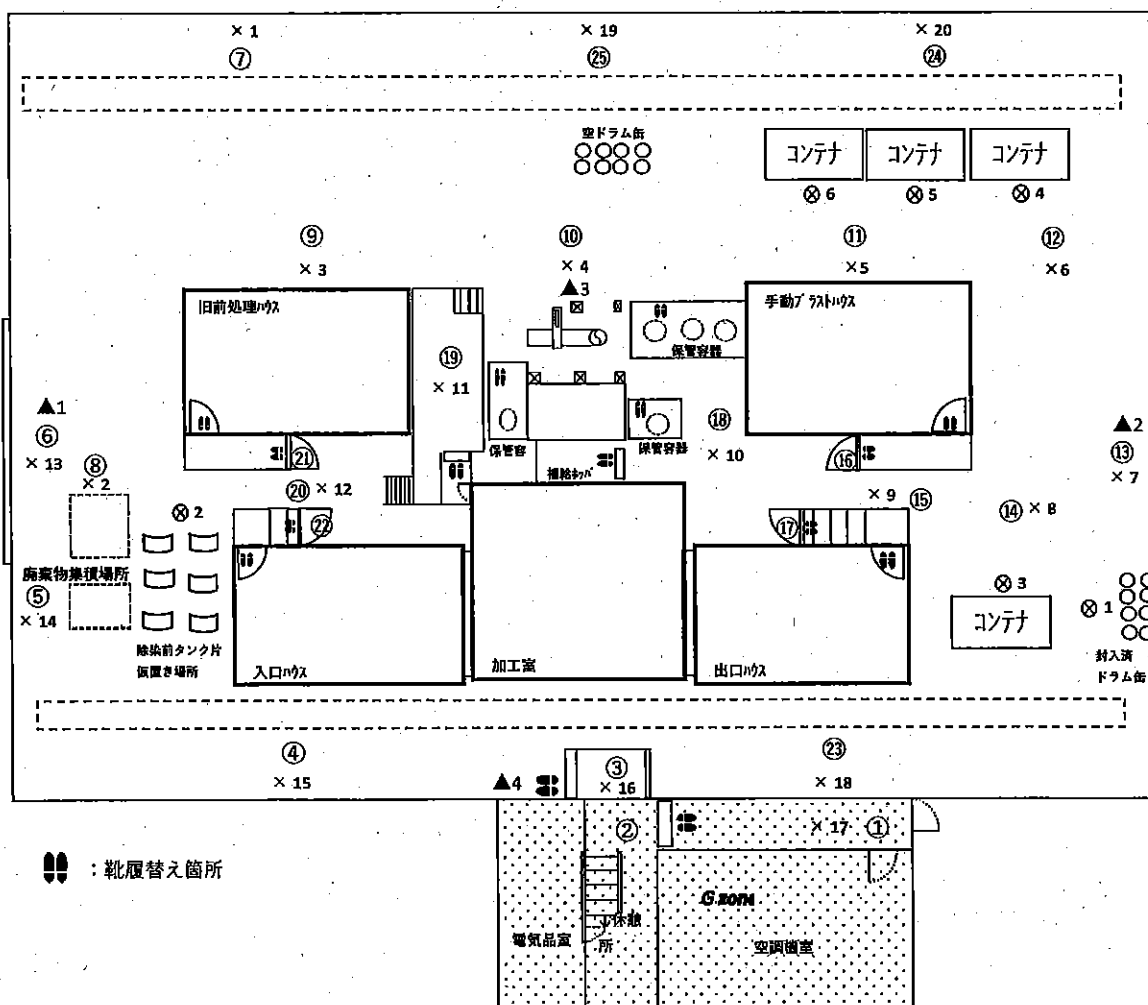 × 1
× 19
× 20
⑦
㉕
㉔
空ドラム缶
コンテナ
コンテナ
コンテナ
⊗ 6
⊗ 5
⊗ 4
⑨
⑩
⑪
⑫
× 3
× 4
× 5
× 6
▲3
旧前処理ハウス
手動ブラストハウス
保管容器
⑲
× 11
▲1
⑥
× 13
⑱
× 10
▲2
⑬
× 7
保管容
保管容器
補給ホッパ
㉑
⑯
⑧
× 2
⑳
× 12
× 9
⑮
⑭
× 8
⊗ 2
㉒
⑰
廃棄物集積場所
⑤
× 14
⊗ 3
⊗ 1
コンテナ
除染前タンク片
仮置き場所
入口ハウス
加工室
出口ハウス
封入済
ドラム缶
④
× 15
▲4
③
× 16
㉓
× 18
②
× 17
①
：靴履替え箇所
G zone
↓休憩
所
電気品室
空調機室